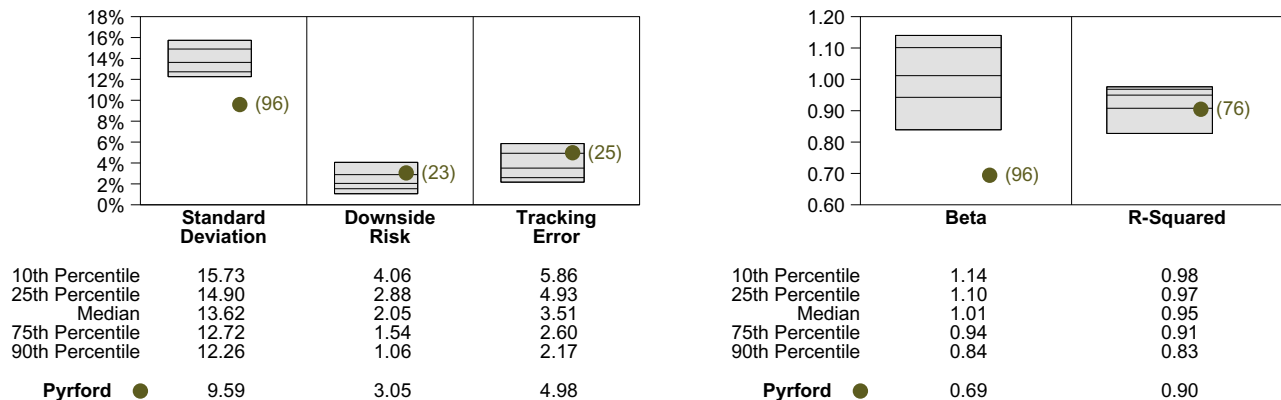 18%
16%
14%
12%
10%
8%
6%
4%
2%
0%
(96)
(23)
(25)
Standard Deviation
Downside Risk
Tracking Error
10th Percentile 15.73 4.06 5.86
25th Percentile 14.90 2.88 4.93
Median 13.62 2.05 3.51
75th Percentile 12.72 1.54 2.60
90th Percentile 12.26 1.06 2.17
Pyrford 9.59 3.05 4.98
1.20
1.10
1.00
0.90
0.80
0.70
0.60
(96)
(76)
Beta
R-Squared
10th Percentile 1.14 0.98
25th Percentile 1.10 0.97
Median 1.01 0.95
75th Percentile 0.94 0.91
90th Percentile 0.84 0.83
Pyrford 0.69 0.90